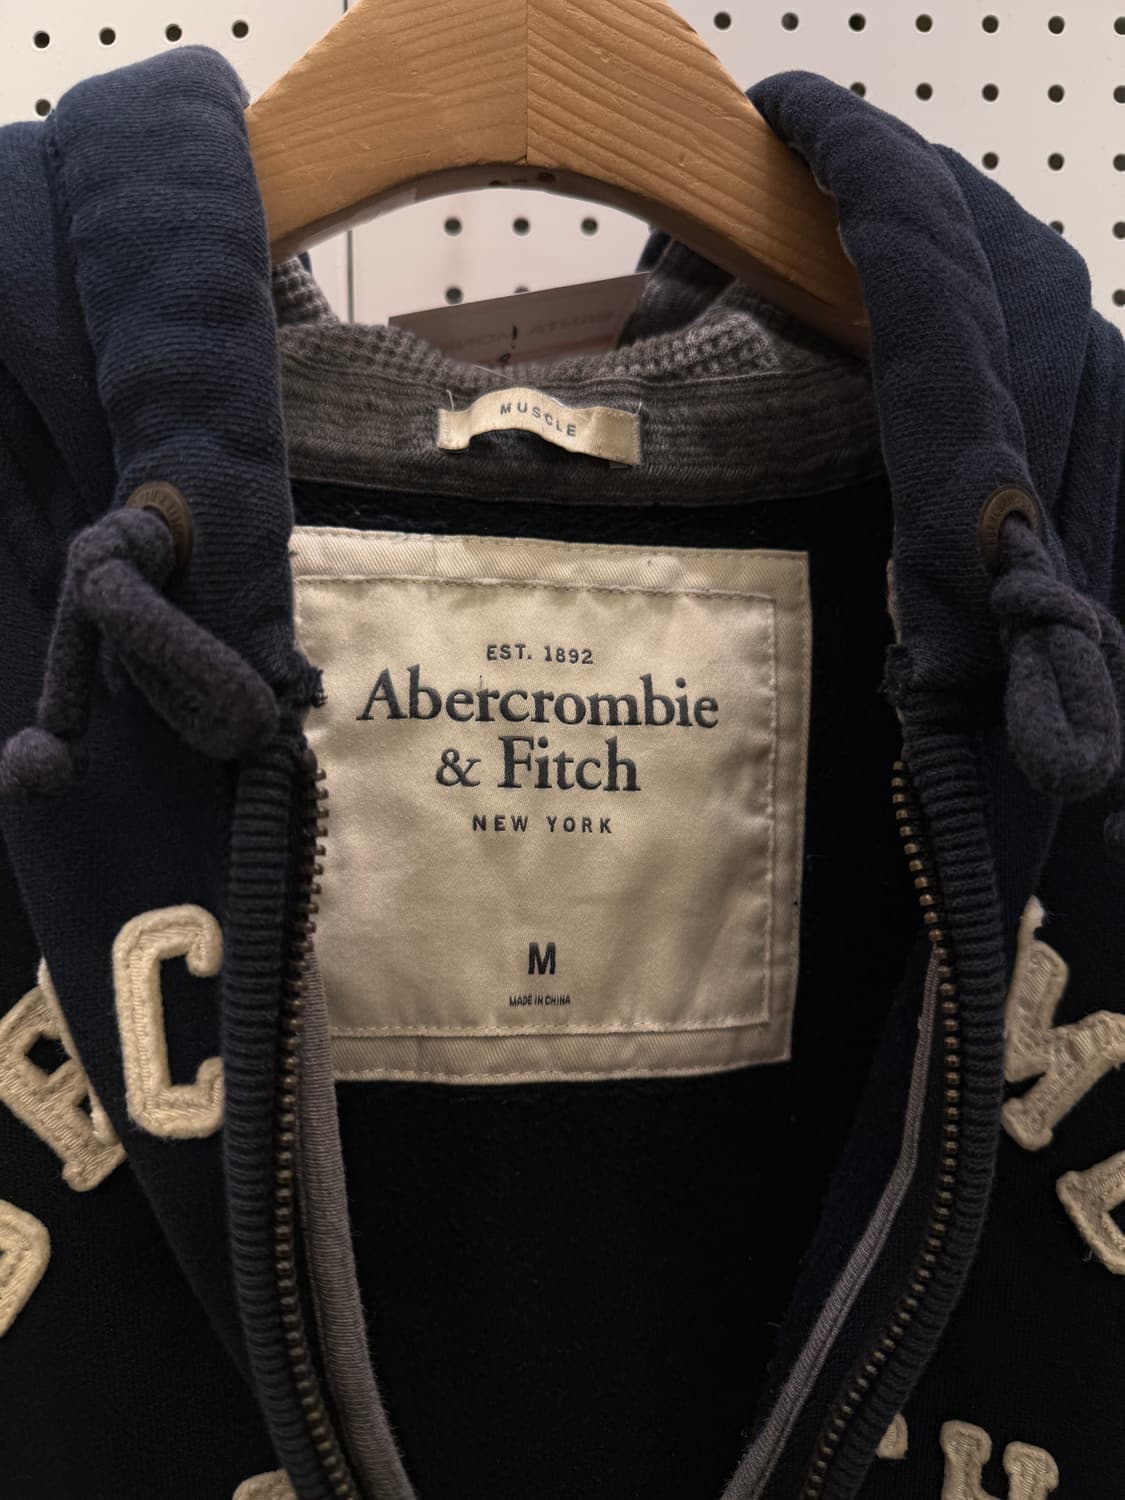 MUSCLE
EST. 1892
Abercrombie
& Fitch
NEW YORK
M
MADE IN CHINA
C